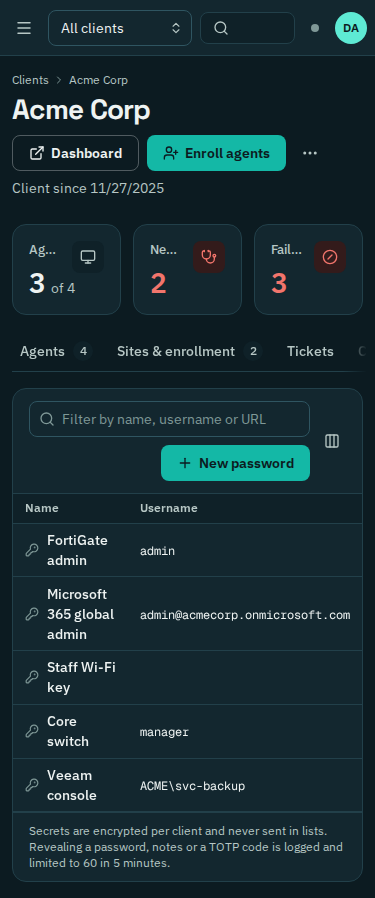 All clients
DA
Clients > Acme Corp
Acme Corp
Dashboard
Enroll agents
Client since 11/27/2025
Ag...
3 of 4
Ne...
2
Fail...
3
Agents 4
Sites & enrollment 2
Tickets
Filter by name, username or URL
New password
Name
Username
FortiGate
admin
admin
Microsoft
365 global
admin
admin@acmecorp.onmicrosoft.com
Staff Wi-Fi
key
Core
switch
manager
Veeam
console
ACME\svc-backup
Secrets are encrypted per client and never sent in lists.
Revealing a password, notes or a TOTP code is logged and
limited to 60 in 5 minutes.